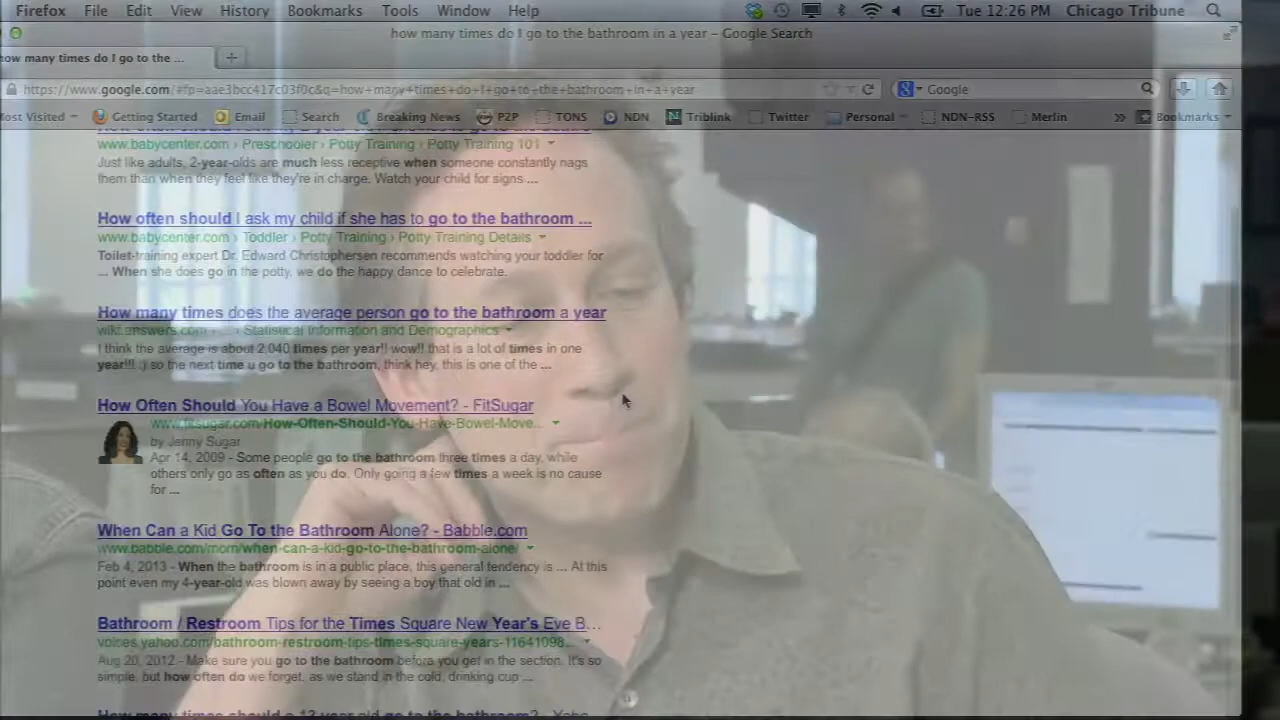 Firefox File Edit View History Bookmarks Tools Window Help Tue 12:26 PM Chicago Tribune
how many times do I go to the bathroom in a year – Google Search
how many times do I go to the ...
https://www.google.com/#fp=aae3bcc417c03f0c&q=how+many+times+do+I+go+to+the+bathroom+in+a+year Google
Most Visited Getting Started Email Search Breaking News P2P TONS NDN Triblink Twitter Personal NDN-RSS Merlin » Bookmarks
www.babycenter.com › Preschooler › Potty Training › Potty Training 101
Just like adults, 2-year-olds are much less receptive when someone constantly nags
them than when they feel like they're in charge. Watch your child for signs ...
How often should I ask my child if she has to go to the bathroom ...
www.babycenter.com › Toddler › Potty Training › Potty Training Details
Toilet-training expert Dr. Edward Christophersen recommends watching your toddler for
... When she does go in the potty, we do the happy dance to celebrate.
How many times does the average person go to the bathroom a year
wiki.answers.com › ... › Statistical Information and Demographics
I think the average is about 2,040 times per year!! wow!! that is a lot of times in one
year!!! :) so the next time u go to the bathroom, think hey, this is one of the ...
How Often Should You Have a Bowel Movement? - FitSugar
www.fitsugar.com/How-Often-Should-You-Have-Bowel-Move...
by Jenny Sugar
Apr 14, 2009 - Some people go to the bathroom three times a day, while
others only go as often as you do. Only going a few times a week is no cause
for ...
When Can a Kid Go To the Bathroom Alone? - Babble.com
www.babble.com/mom/when-can-a-kid-go-to-the-bathroom-alone/
Feb 4, 2013 - When the bathroom is in a public place, this general tendency is ... At this
point even my 4-year-old was blown away by seeing a boy that old in ...
Bathroom / Restroom Tips for the Times Square New Year's Eve B...
voices.yahoo.com/bathroom-restroom-tips-times-square-years-11641098...
Aug 20, 2012 - Make sure you go to the bathroom before you get in the section. It's so
simple, but how often do we forget, as we stand in the cold, drinking cup ...
How many times should a 13 year old go to the bathroom? - Yaho...